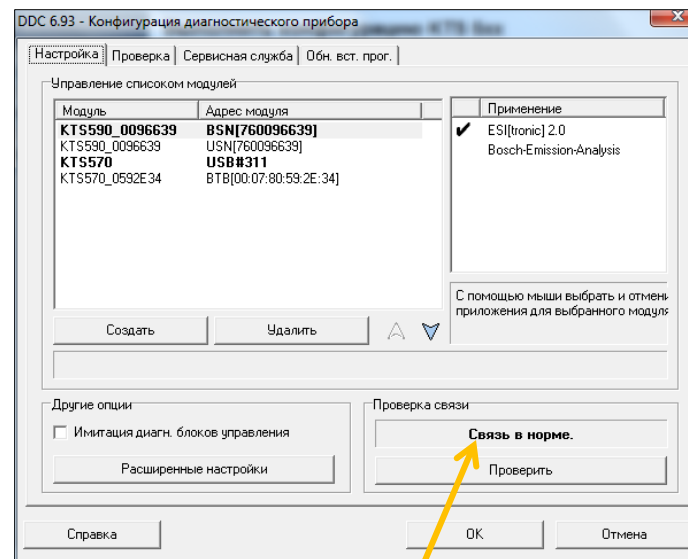 DDC 6.93 - Конфигурация диагностического прибора
Настройка Проверка Сервисная служба Обн. вст. прог.
Управление списоком модулей
Модуль Адрес модуля
KTS590_0096639 BSN[760096639]
KTS590_0096639 USN[760096639]
KTS570 USB#311
KTS570_0592E34 BTB[00:07:80:59:2E:34]
Применение
✔ ESI[tronic] 2.0
Bosch-Emission-Analysis
С помощью мыши выбрать и отмени
приложения для выбранного модуля
Создать Удалить
Другие опции
Имитация диагн. блоков управления
Расширенные настройки
Проверка связи
Связь в норме.
Проверить
Справка OK Отмена